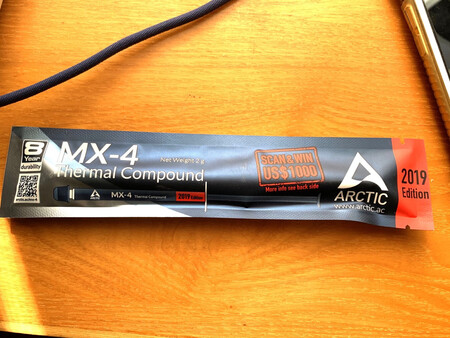 8
Year
durability
MX-4
Net Weight 2 g
Thermal Compound
MX-4 Thermal Compound 2019 Edition
SCAN & WIN
US$1000
More info see back side
ARCTIC
www.arctic.ac
2019
Edition